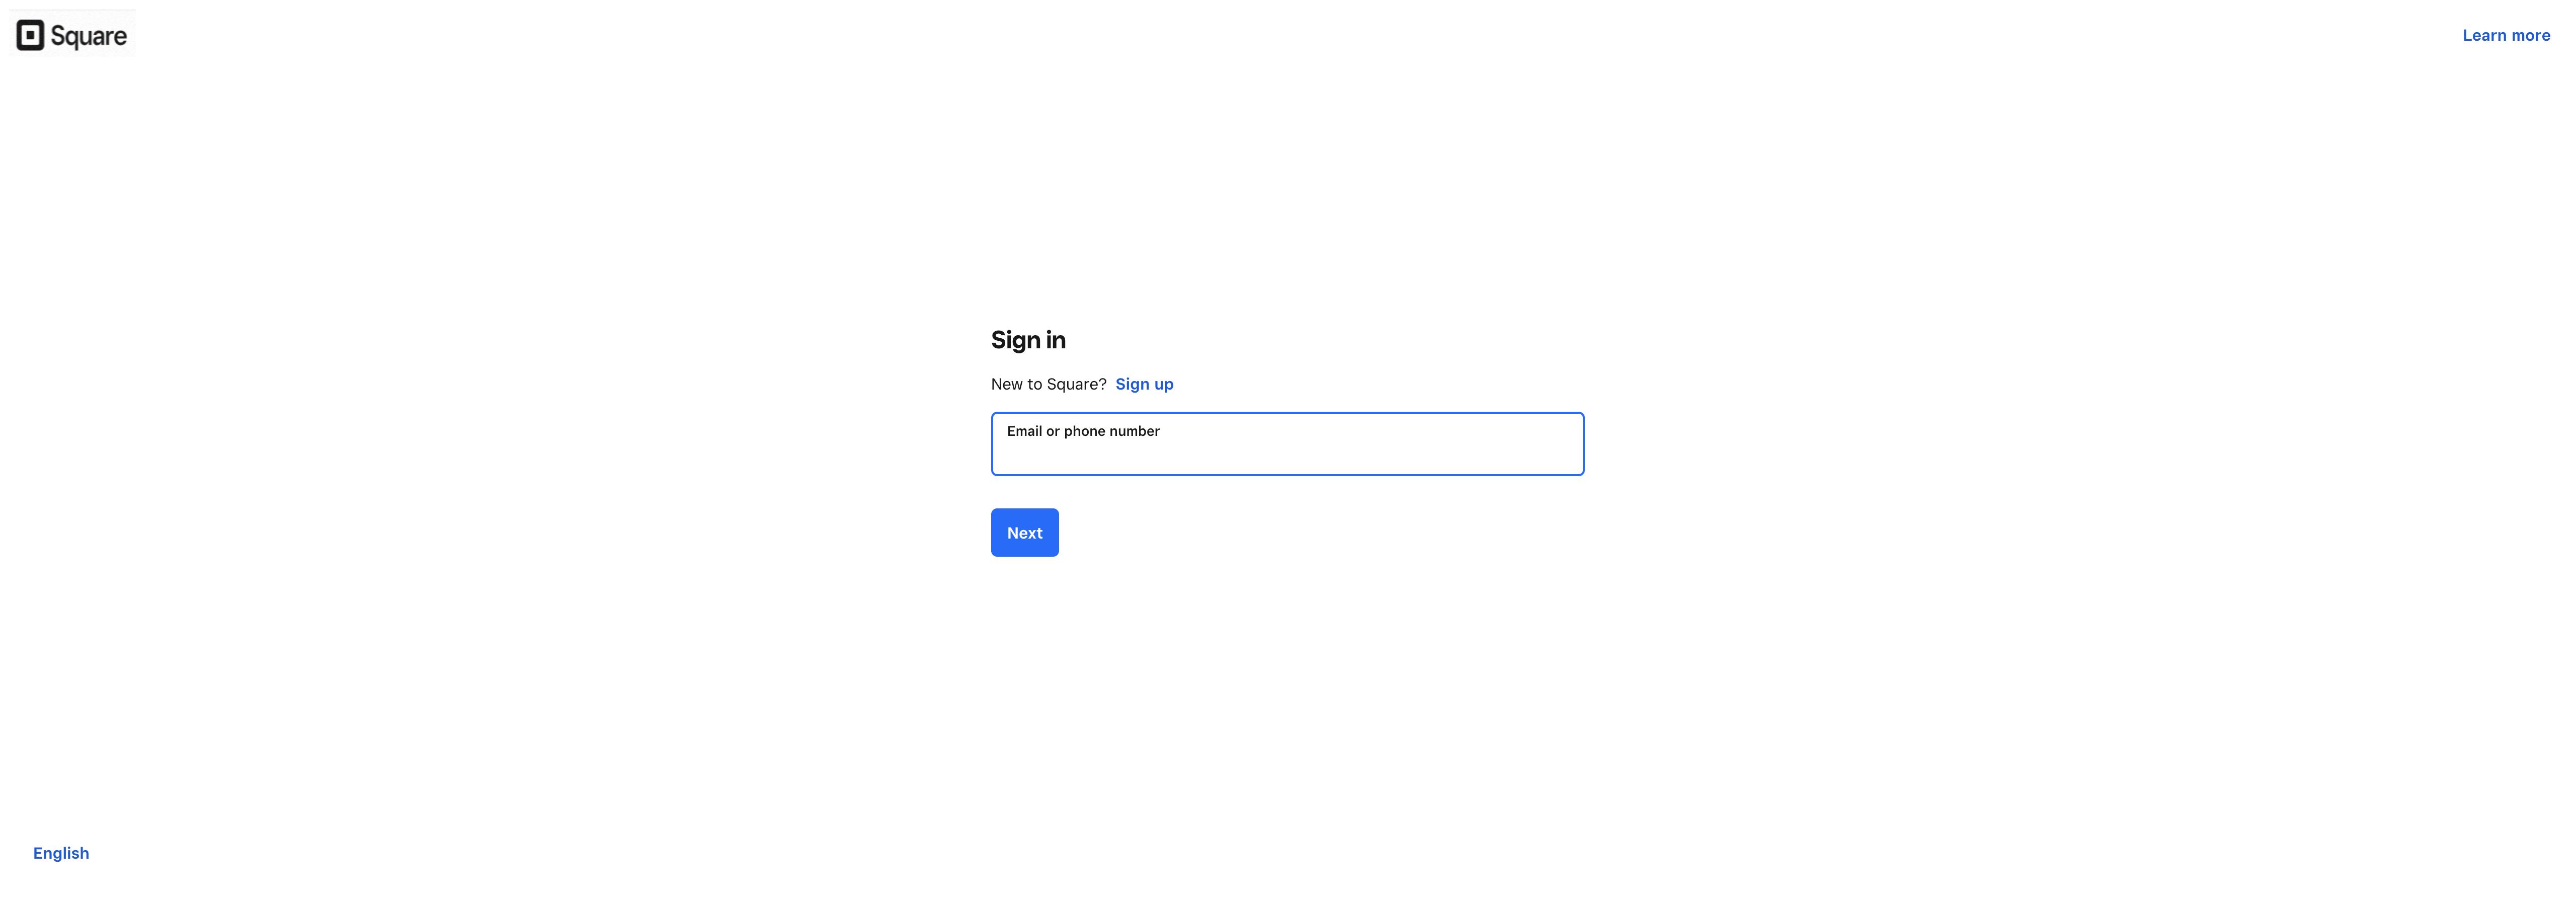 Square
Learn more
Sign in
New to Square? Sign up
Email or phone number
Next
English